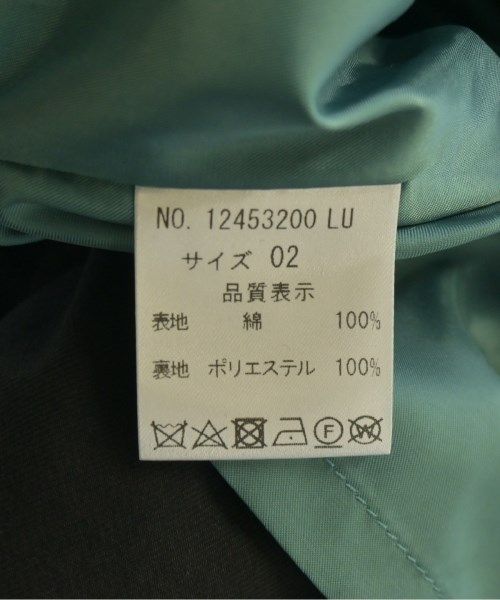 NO. 12453200 LU
サイズ 02
品質表示
表地 綿 100%
裏地 ポリエステル 100%
F W